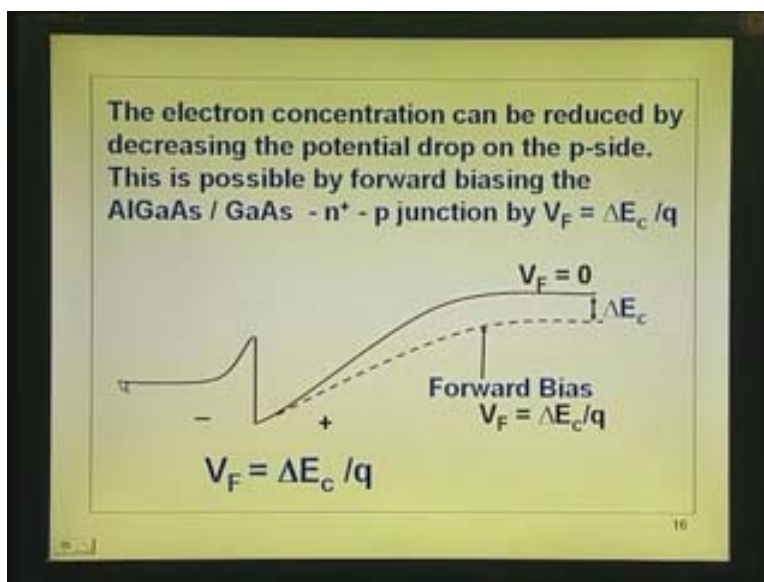 The electron concentration can be reduced by
decreasing the potential drop on the p-side.
This is possible by forward biasing the
AlGaAs / GaAs - n⁺ - p junction by V_F = ΔE_c /q
V_F = 0
ΔE_c
Forward Bias
V_F = ΔE_c/q
− +
V_F = ΔE_c /q
16